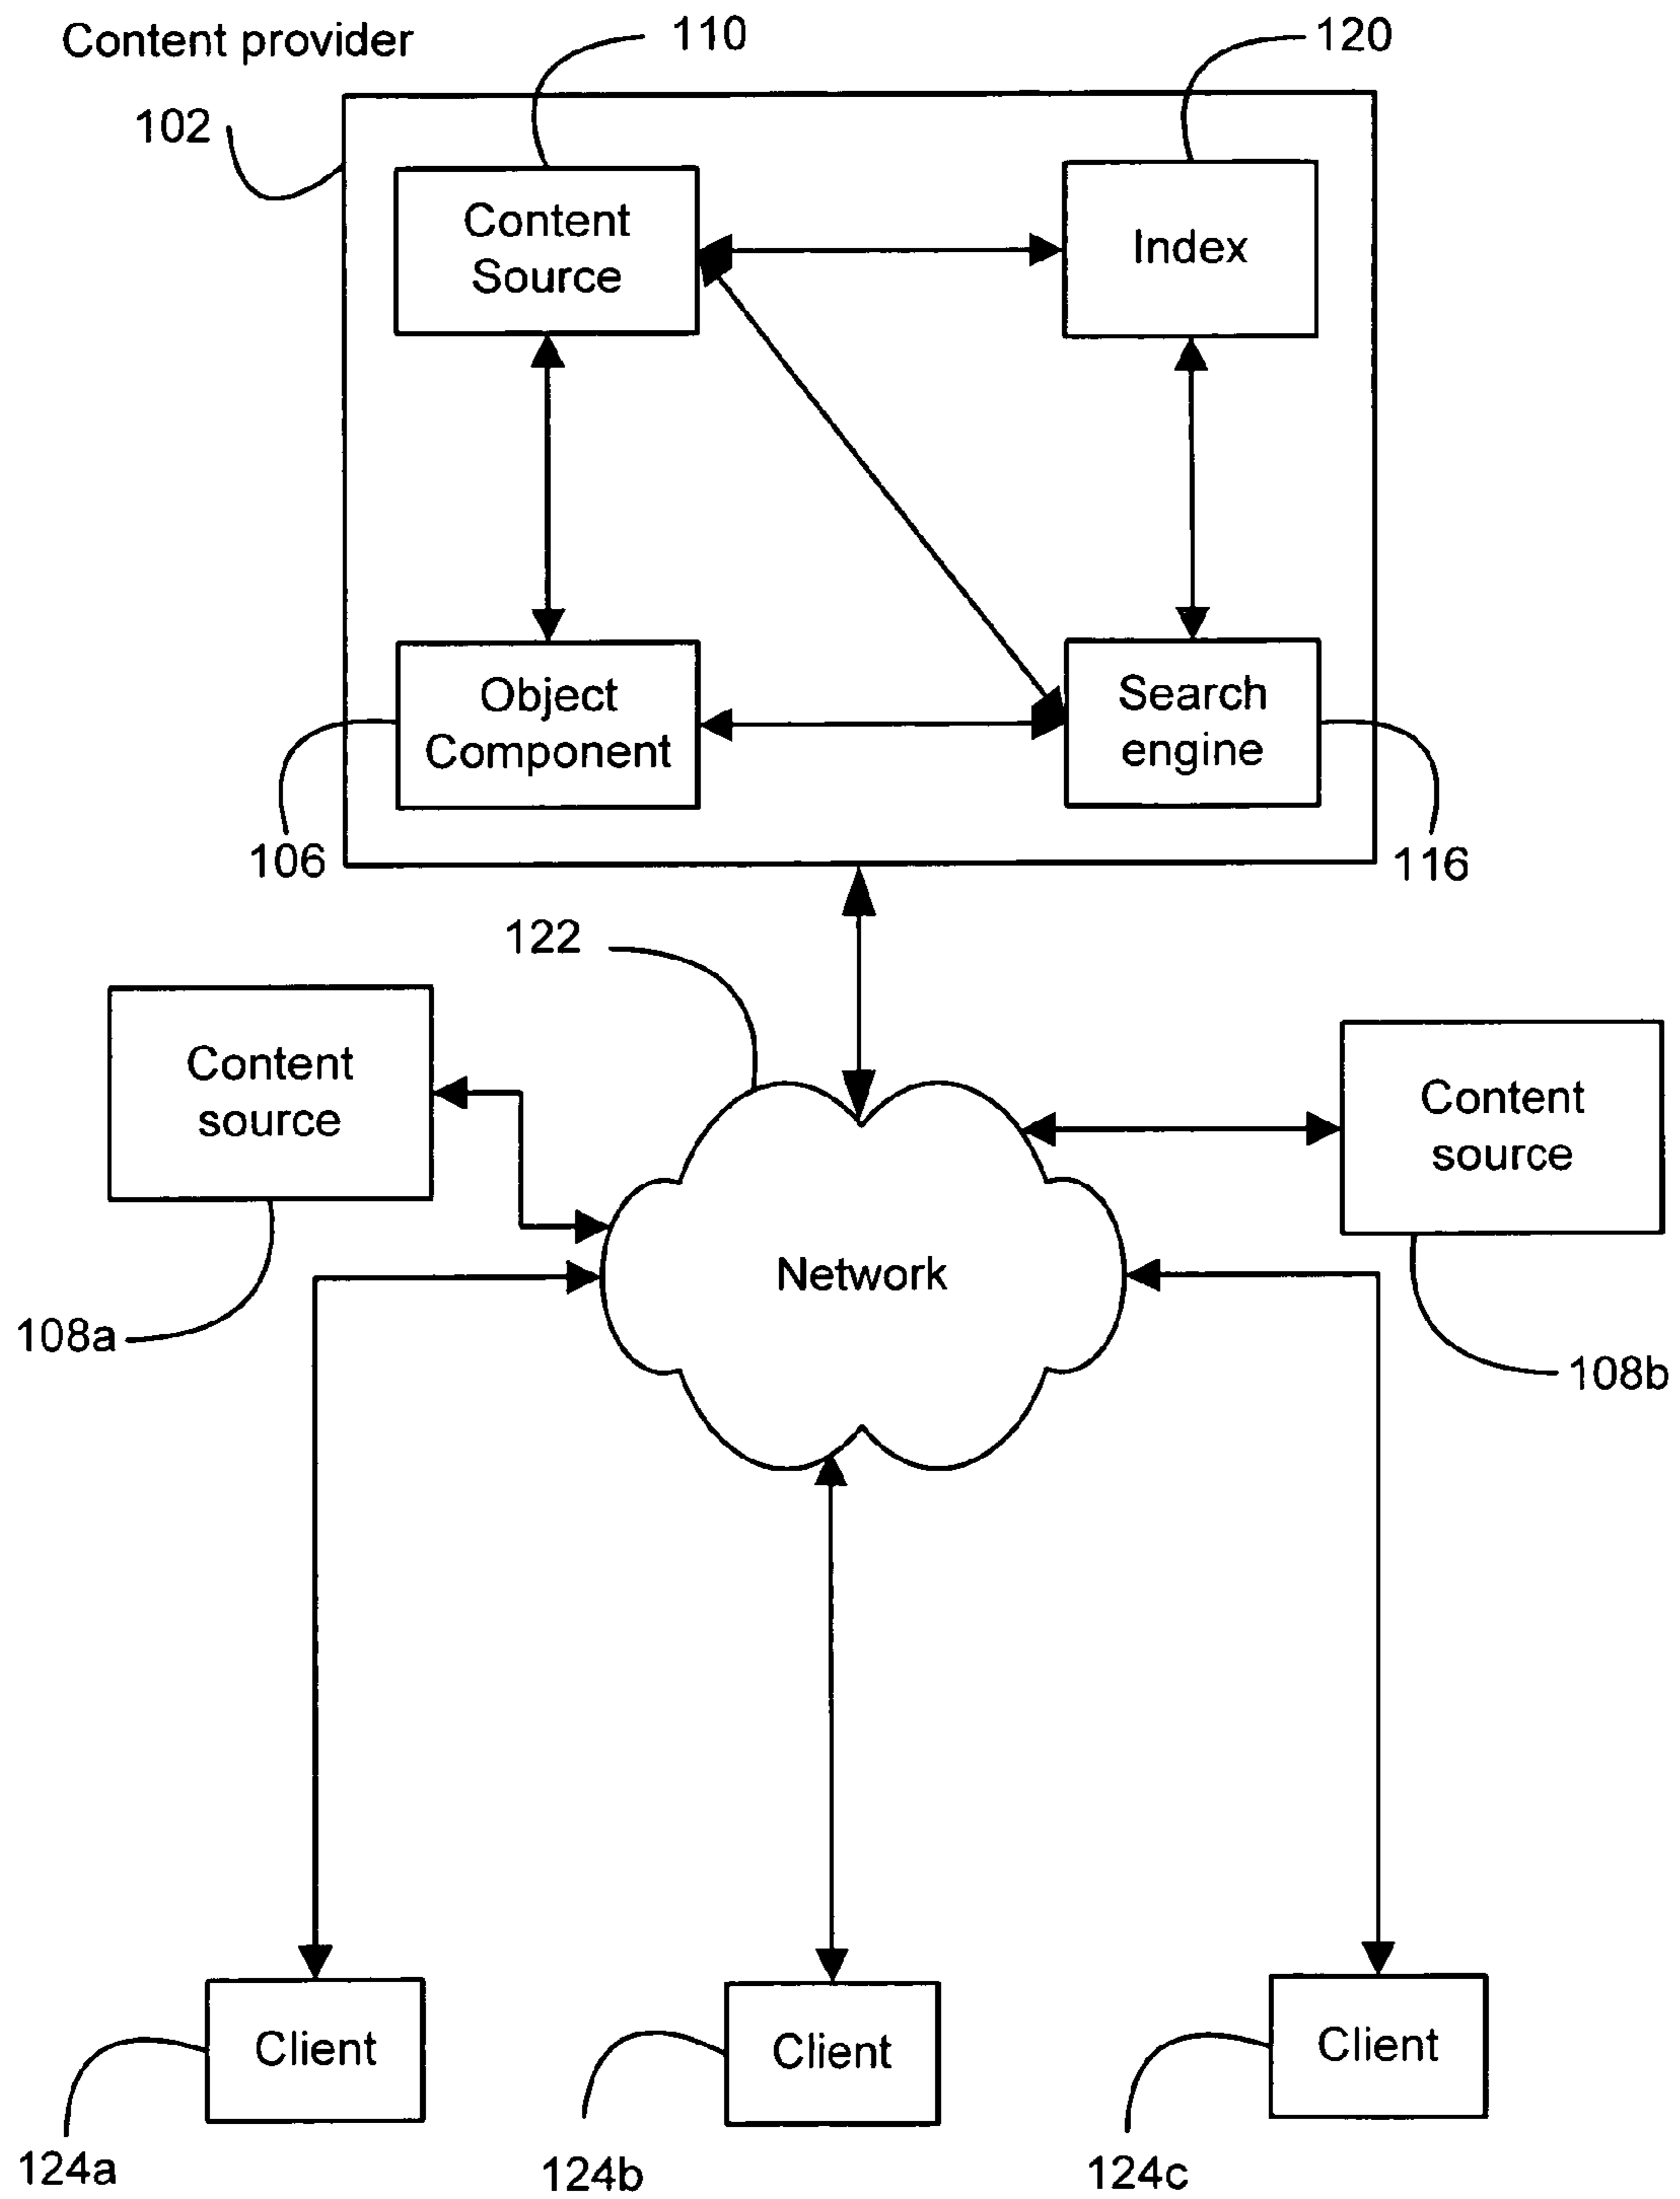 Content provider
110
120
102
Content
Source
Index
Object
Component
Search
engine
106
116
122
Content
source
Content
source
Network
108a
108b
Client
Client
Client
124a
124b
124c